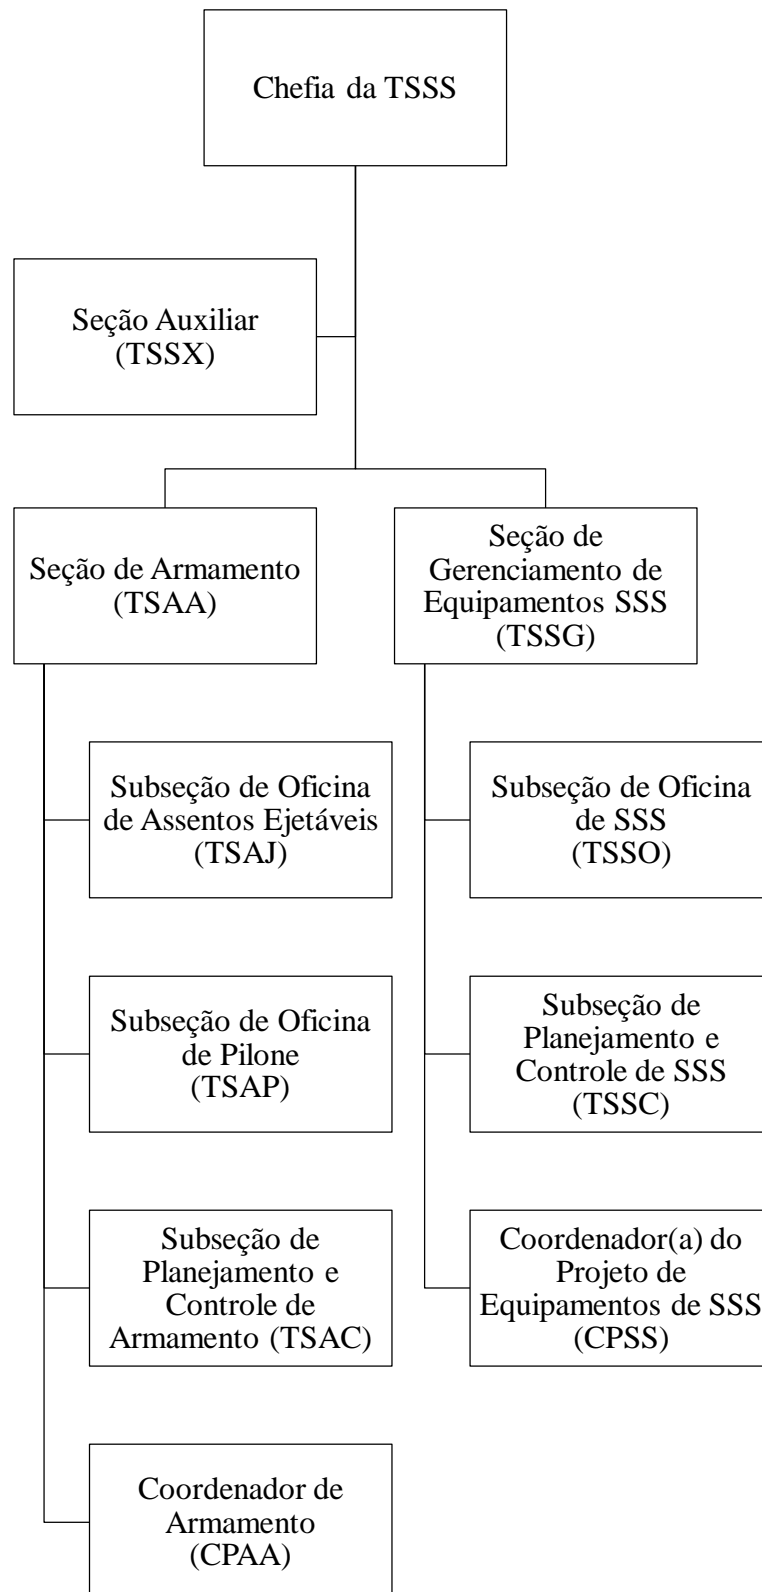 Chefia da TSSS
Seção Auxiliar
(TSSX)
Seção de Armamento
(TSAA)
Seção de
Gerenciamento de
Equipamentos SSS
(TSSG)
Subseção de Oficina
de Assentos Ejetáveis
(TSAJ)
Subseção de Oficina
de SSS
(TSSO)
Subseção de Oficina
de Pilone
(TSAP)
Subseção de
Planejamento e
Controle de SSS
(TSSC)
Subseção de
Planejamento e
Controle de
Armamento (TSAC)
Coordenador(a) do
Projeto de
Equipamentos de SSS
(CPSS)
Coordenador de
Armamento
(CPAA)